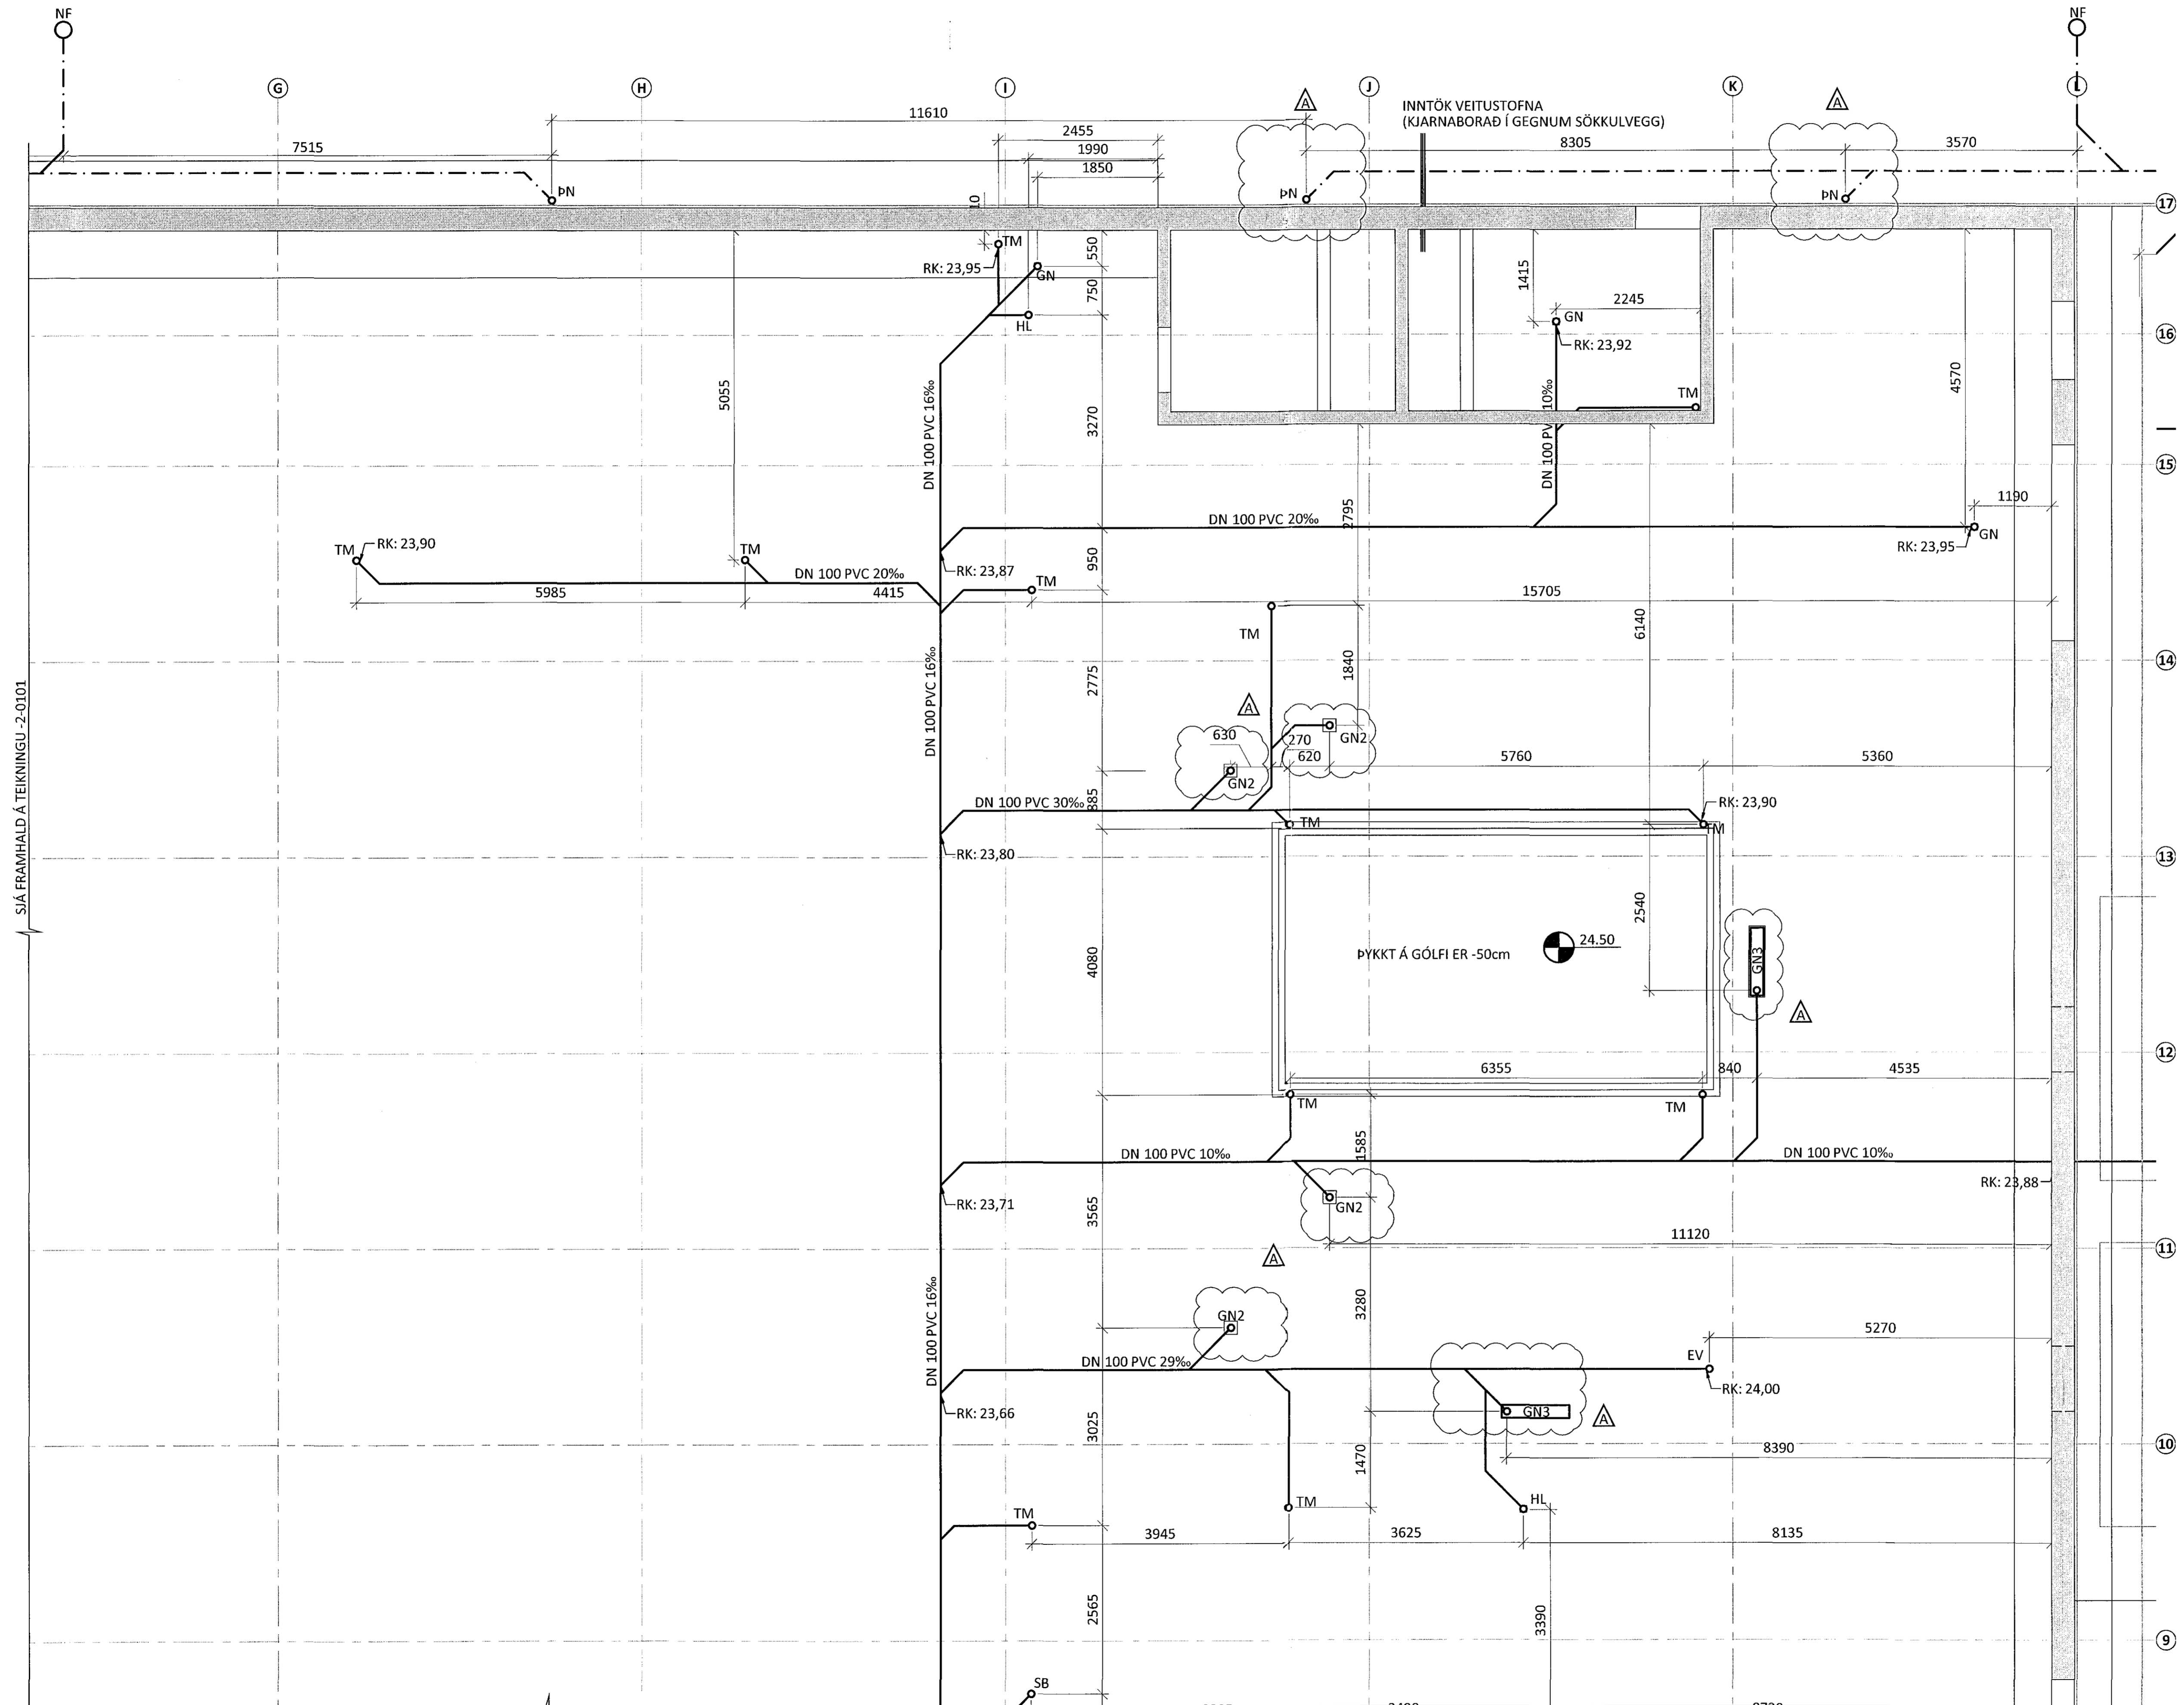 NF
NF
G
H
I
J
K
L
A
A
INNTÖK VEITUSTOFNA
(KJARNABORAÐ Í GEGNUM SÖKKULVEGG)
11610
2455
7515
1990
8305
3570
1850
ÞN
ÞN
ÞN
17
10
TM
RK: 23,95
GN
550
750
HL
1415
2245
GN
RK: 23,92
16
5055
DN 100 PVC 16‰
3270
DN 100 PV 10‰
TM
4570
15
1190
DN 100 PVC 20‰
2795
GN
RK: 23,95
TM
RK: 23,90
TM
DN 100 PVC 20‰
RK: 23,87
950
TM
5985
4415
15705
TM
6140
SJÁ FRAMHALD Á TEIKNINGU -2-0101
DN 100 PVC 16‰
2775
1840
14
A
630
270
GN2
620
5760
5360
GN2
885
DN 100 PVC 30‰
RK: 23,90
TM
TM
RK: 23,80
13
2540
4080
ÞYKKT Á GÓLFI ER -50cm
24.50
GN3
A
6355
840
4535
12
TM
TM
1585
DN 100 PVC 10‰
DN 100 PVC 10‰
RK: 23,71
RK: 23,88
3565
GN2
11120
A
11
DN 100 PVC 16‰
GN2
3280
5270
DN 100 PVC 29‰
EV
RK: 24,00
RK: 23,66
GN3
A
3025
10
1470
8390
TM
TM
HL
3945
3625
8135
2565
3390
9
SB